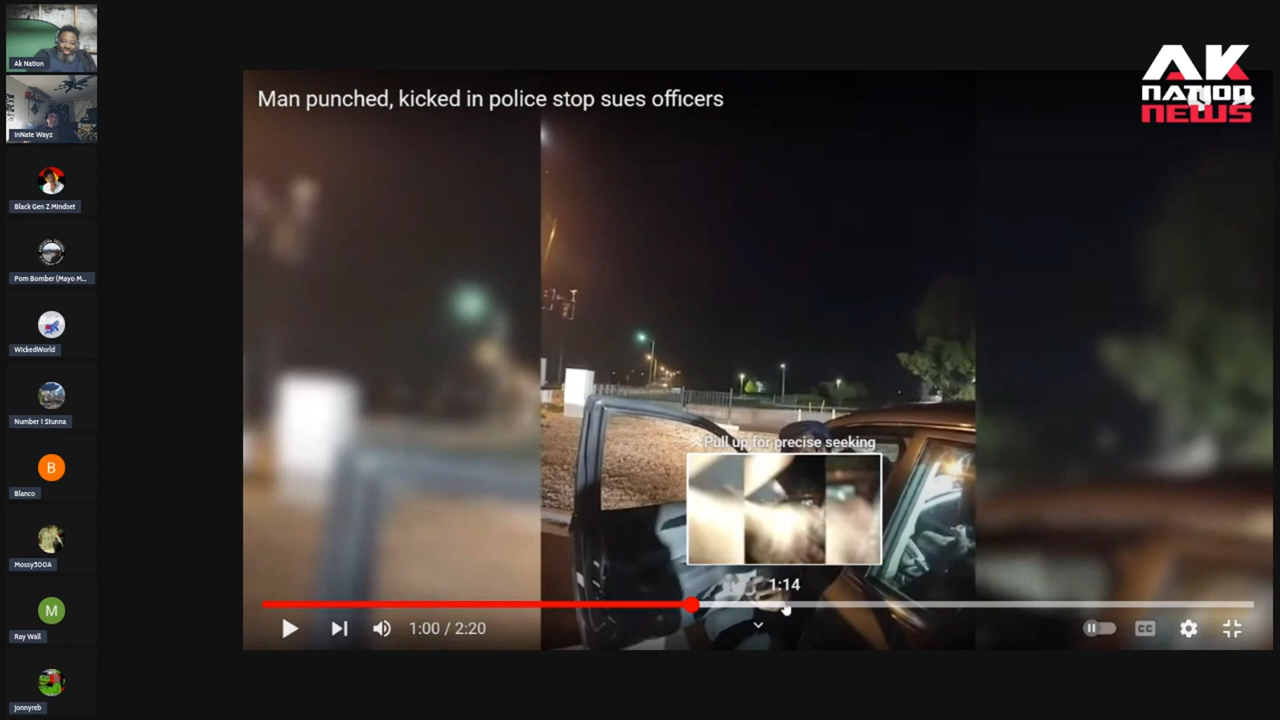 Ak Nation
InNate Wayz
Black Gen Z Mindset
Pom Bomber (Mayo M...
WickedWorld
Number 1 Stunna
B
Blanco
Mossy500A
M
Ray Wall
Jonnyreb
Man punched, kicked in police stop sues officers
AK
NATION
NEWS
Pull up for precise seeking
1:14
1:00 / 2:20
CC